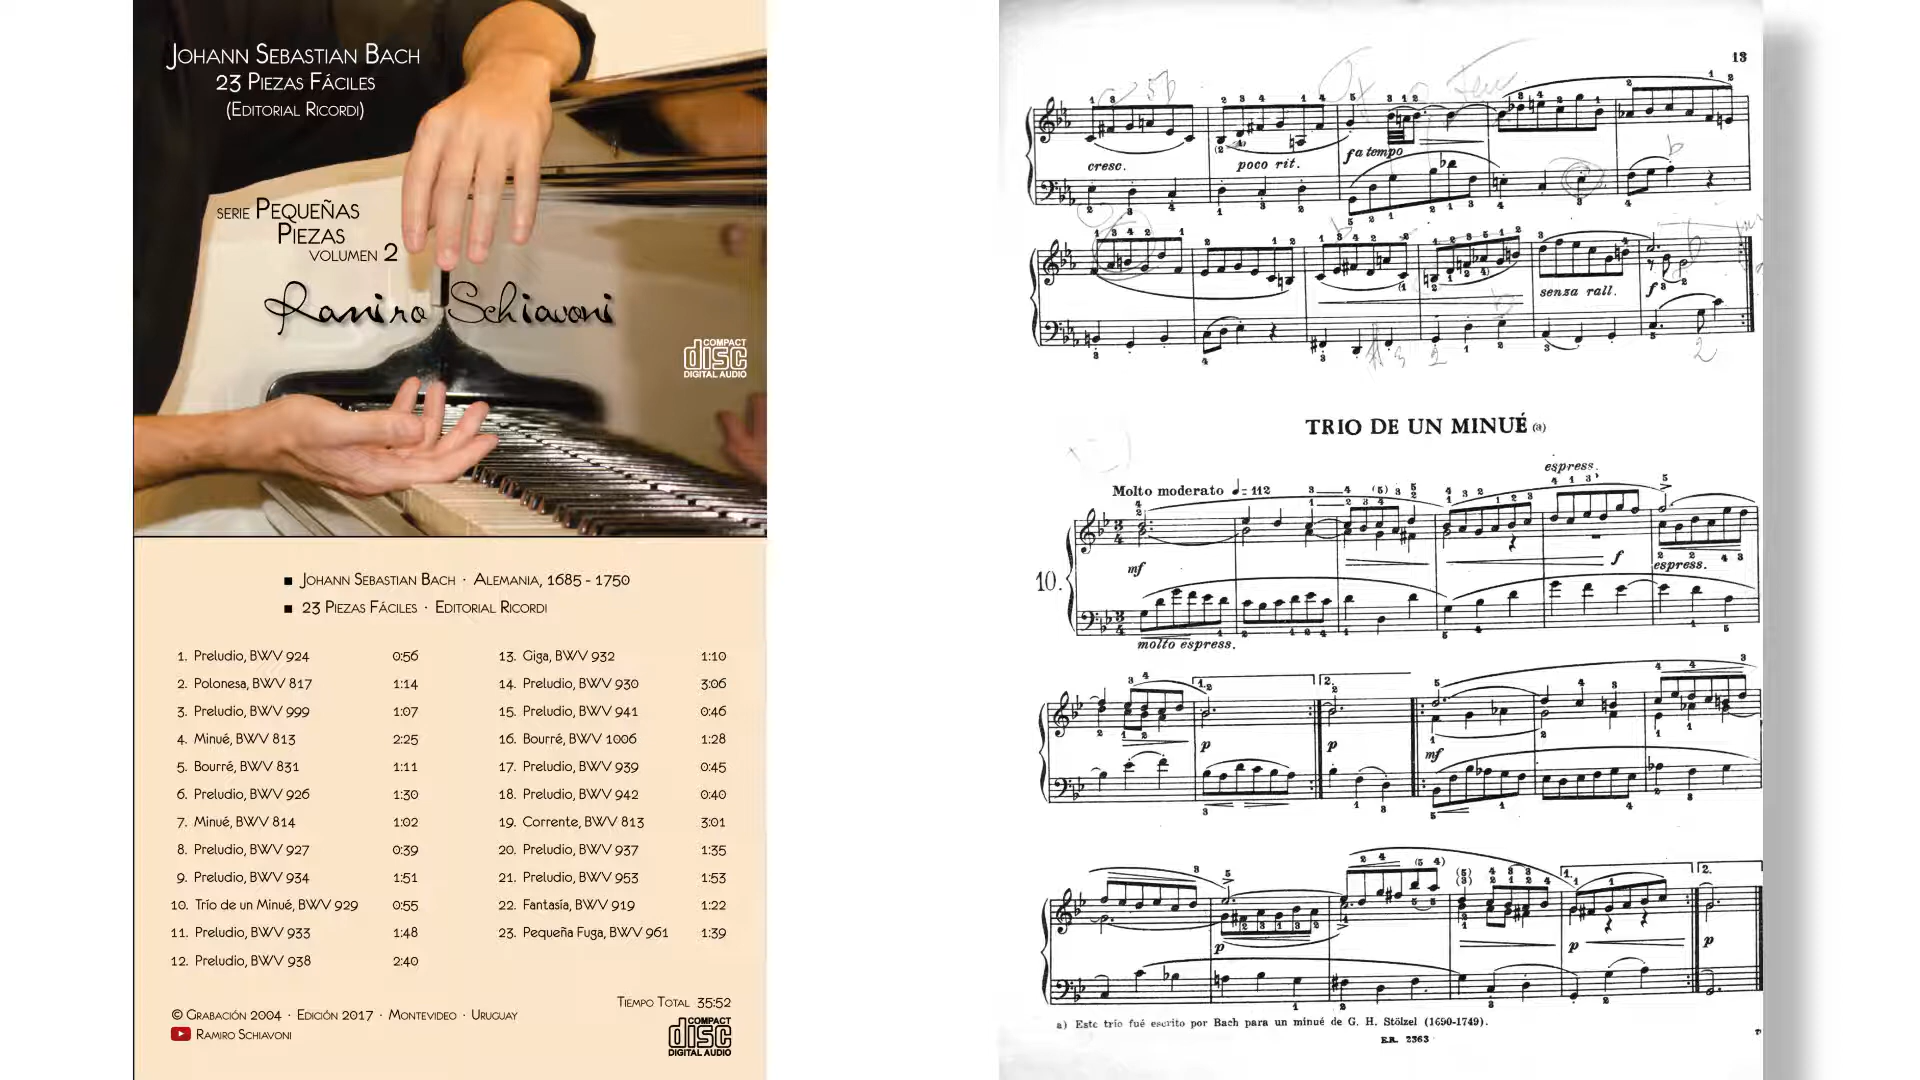 Johann Sebastian Bach
23 Piezas Fáciles
(Editorial Ricordi)
serie Pequeñas
Piezas
volumen 2
Ramiro Schiavoni
COMPACT
disc
DIGITAL AUDIO
Johann Sebastian Bach · Alemania, 1685 - 1750
23 Piezas Fáciles · Editorial Ricordi
1. Preludio, BWV 924 0:56
2. Polonesa, BWV 817 1:14
3. Preludio, BWV 999 1:07
4. Minué, BWV 813 2:25
5. Bourré, BWV 831 1:11
6. Preludio, BWV 926 1:30
7. Minué, BWV 814 1:02
8. Preludio, BWV 927 0:39
9. Preludio, BWV 934 1:51
10. Trío de un Minué, BWV 929 0:55
11. Preludio, BWV 933 1:48
12. Preludio, BWV 938 2:40
13. Giga, BWV 932 1:10
14. Preludio, BWV 930 3:06
15. Preludio, BWV 941 0:46
16. Bourré, BWV 1006 1:28
17. Preludio, BWV 939 0:45
18. Preludio, BWV 942 0:40
19. Corrente, BWV 813 3:01
20. Preludio, BWV 937 1:35
21. Preludio, BWV 953 1:53
22. Fantasía, BWV 919 1:22
23. Pequeña Fuga, BWV 961 1:39
Tiempo Total 35:52
© Grabación 2004 · Edición 2017 · Montevideo · Uruguay
Ramiro Schiavoni
COMPACT
disc
DIGITAL AUDIO
13
cresc.
poco rit.
f a tempo
senza rall.
f
TRIO DE UN MINUÉ (a)
espress.
Molto moderato ♩= 112
10.
mf
f
espress.
molto espress.
1.
2.
p
p
mf
1.
2.
p
p
p
a) Este trio fué escrito por Bach para un minué de G. H. Stölzel (1690-1749).
E.R. 2363